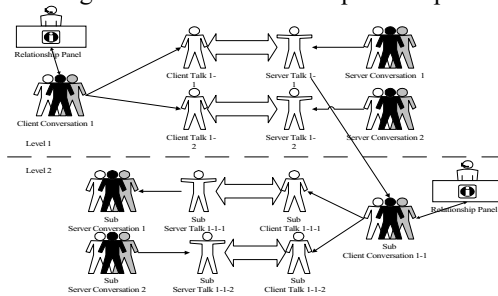 Relationship Panel
Client Conversation 1
Client Talk 1-
1
Server Talk 1-
1
Server Conversation 1
Client Talk 1-
2
Server Talk 1-
2
Server Conversation 2
Level 1
Level 2
Relationship Panel
Sub
Server Conversation 1
Sub
Server Talk 1-1-1
Sub
Client Talk 1-1-1
Sub
Client Conversation 1-1
Sub
Server Conversation 2
Sub
Server Talk 1-1-2
Sub
Client Talk 1-1-2